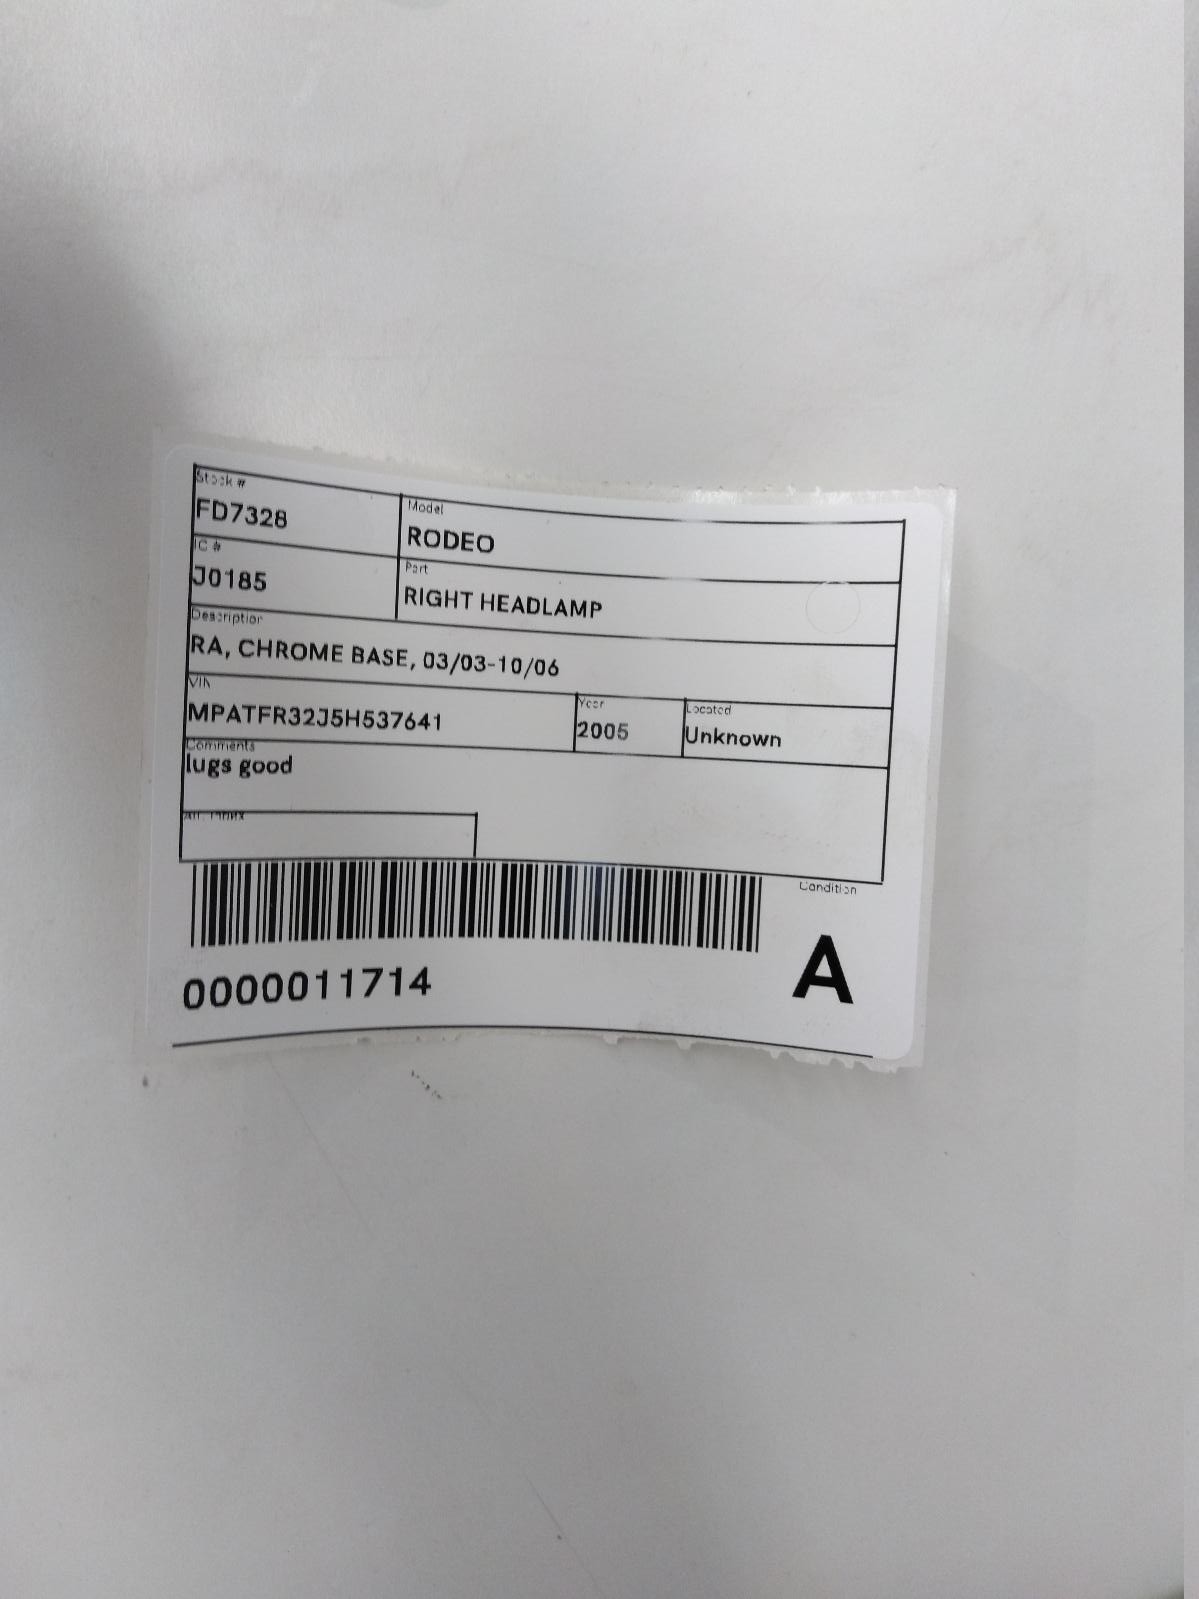 Stock #
FD7328
Model
RODEO
IC #
J0185
Part
RIGHT HEADLAMP
Description
RA, CHROME BASE, 03/03-10/06
VIN
MPATFR32J5H537641
Year
2005
Located
Unknown
Comments
lugs good
Condition
A
0000011714